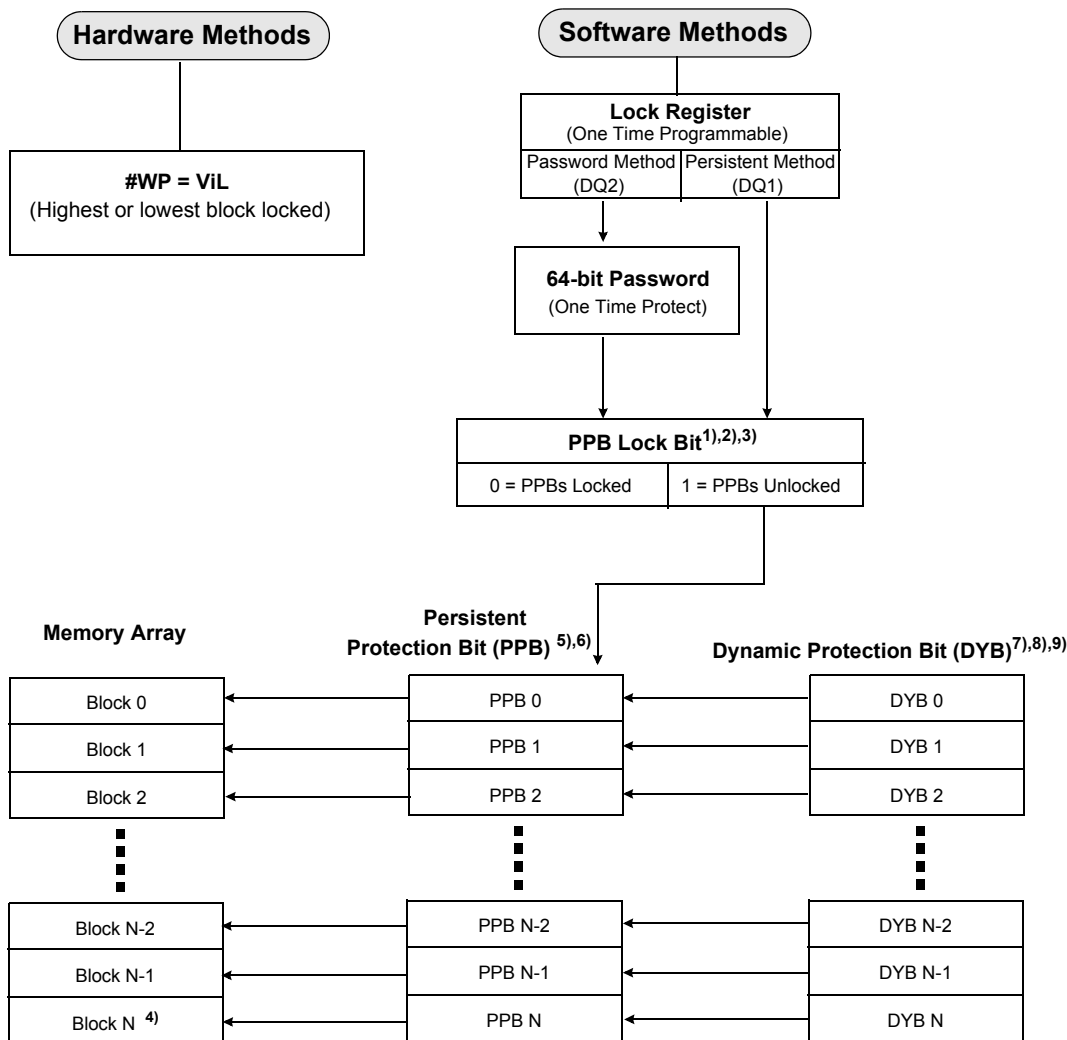 Hardware Methods
Software Methods
#WP = ViL
(Highest or lowest block locked)
Lock Register
(One Time Programmable)
Password Method
(DQ2)
Persistent Method
(DQ1)
64-bit Password
(One Time Protect)
PPB Lock Bit1),2),3)
0 = PPBs Locked
1 = PPBs Unlocked
Memory Array
Persistent
Protection Bit (PPB) 5),6)
Dynamic Protection Bit (DYB)7),8),9)
Block 0
PPB 0
DYB 0
Block 1
PPB 1
DYB 1
Block 2
PPB 2
DYB 2
Block N-2
PPB N-2
DYB N-2
Block N-1
PPB N-1
DYB N-1
Block N 4)
PPB N
DYB N